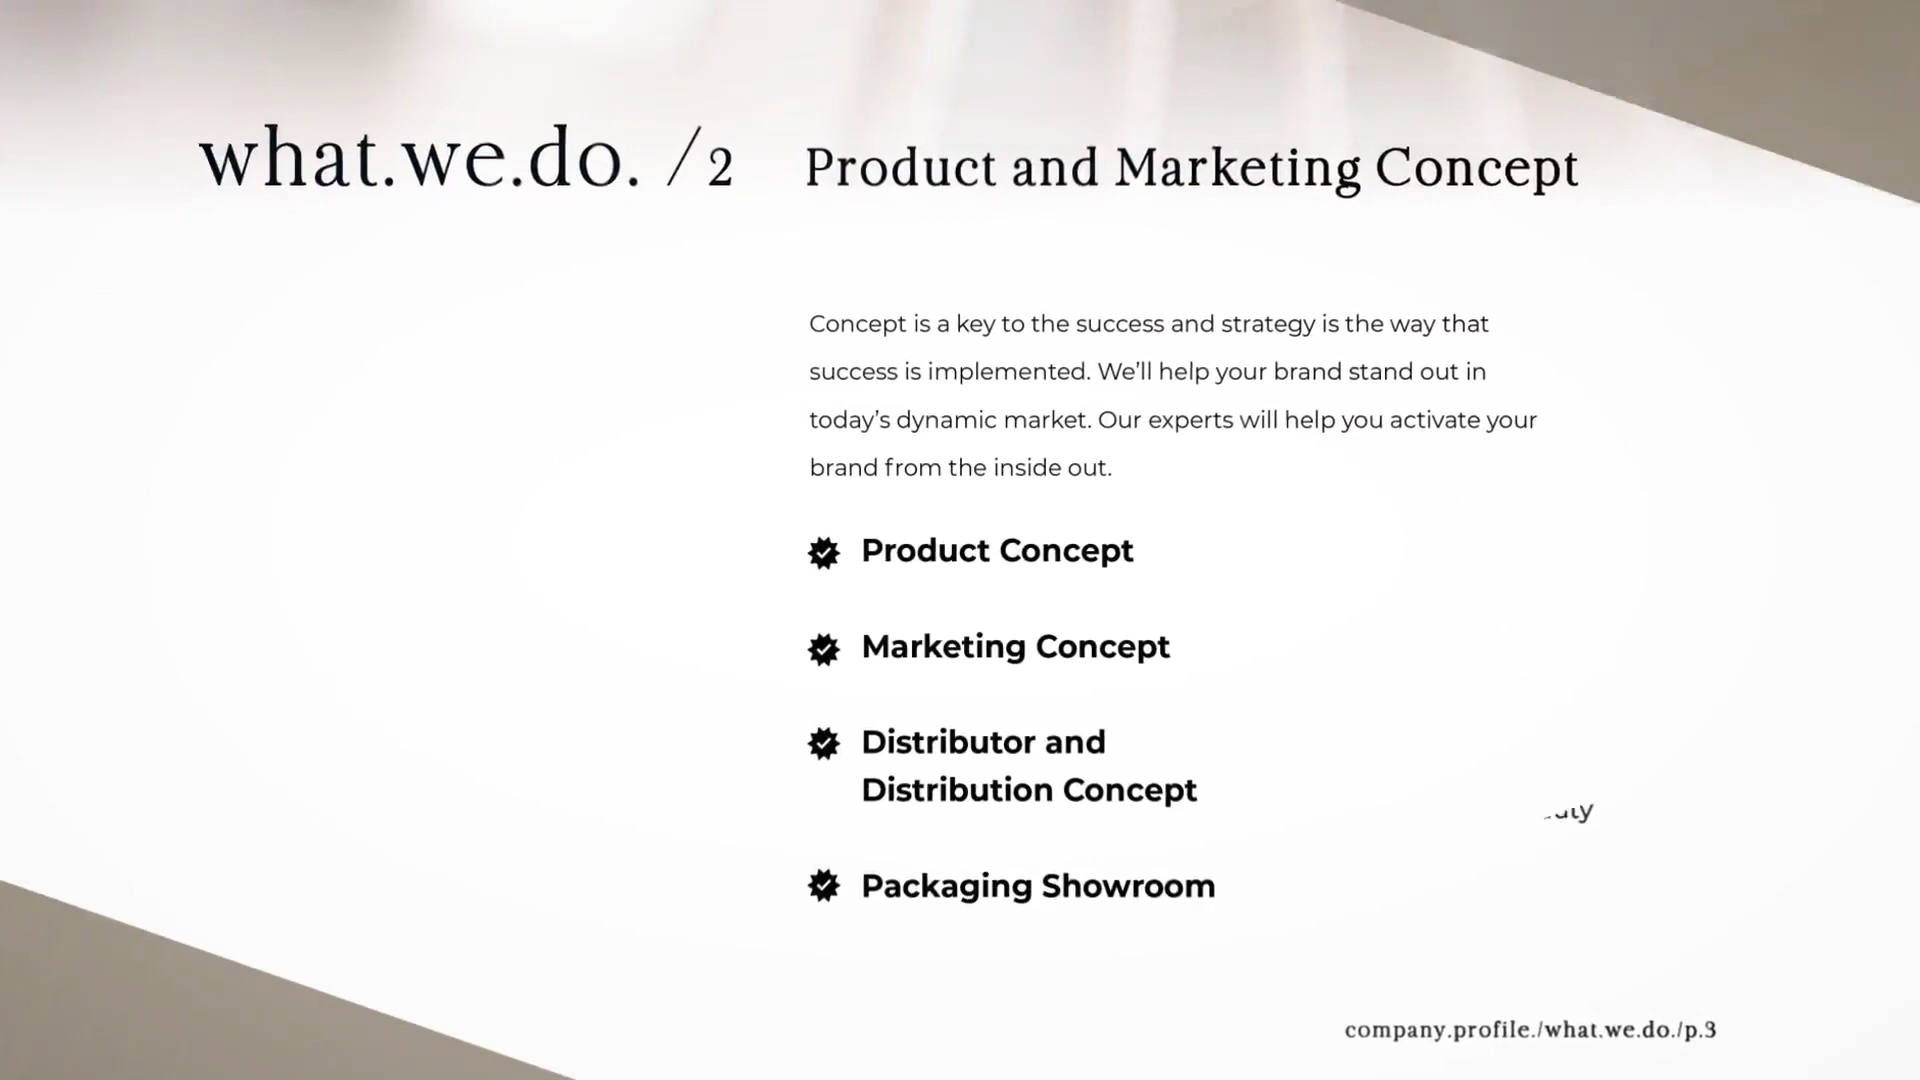 what.we.do. /2 Product and Marketing Concept
Concept is a key to the success and strategy is the way that
success is implemented. We’ll help your brand stand out in
today’s dynamic market. Our experts will help you activate your
brand from the inside out.
Product Concept
Marketing Concept
Distributor and
Distribution Concept
Packaging Showroom
company.profile./what.we.do./p.3